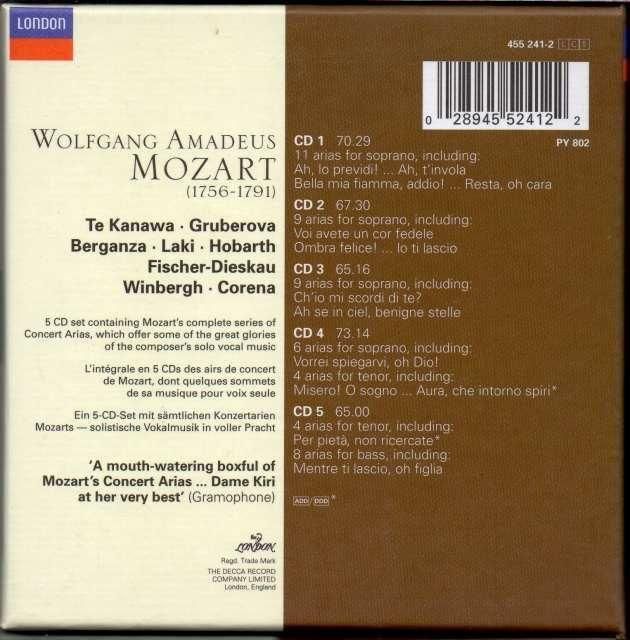 LONDON
WOLFGANG AMADEUS
MOZART
(1756-1791)
Te Kanawa · Gruberova
Berganza · Laki · Hobarth
Fischer-Dieskau
Winbergh · Corena
5 CD set containing Mozart's complete series of
Concert Arias, which offer some of the great glories
of the composer's solo vocal music
L'intégrale en 5 CDs des airs de concert
de Mozart, dont quelques sommets
de sa musique pour voix seule
Ein 5-CD-Set mit sämtlichen Konzertarien
Mozarts — solistische Vokalmusik in voller Pracht
'A mouth-watering boxful of
Mozart's Concert Arias ... Dame Kiri
at her very best' (Gramophone)
LONDON
Regd. Trade Mark
THE DECCA RECORD
COMPANY LIMITED
London, England
455 241-2 LC5
0 28945 52412 2
PY 802
CD 1 70.29
11 arias for soprano, including:
Ah, lo previdi! ... Ah, t'invola
Bella mia fiamma, addio! ... Resta, oh cara
CD 2 67.30
9 arias for soprano, including:
Voi avete un cor fedele
Ombra felice! ... Io ti lascio
CD 3 65.16
9 arias for soprano, including:
Ch'io mi scordi di te?
Ah se in ciel, benigne stelle
CD 4 73.14
6 arias for soprano, including:
Vorrei spiegarvi, oh Dio!
4 arias for tenor, including:
Misero! O sogno ... Aura, che intorno spiri*
CD 5 65.00
4 arias for tenor, including:
Per pietà, non ricercate*
8 arias for bass, including:
Mentre ti lascio, oh figlia
ADD/DDD*